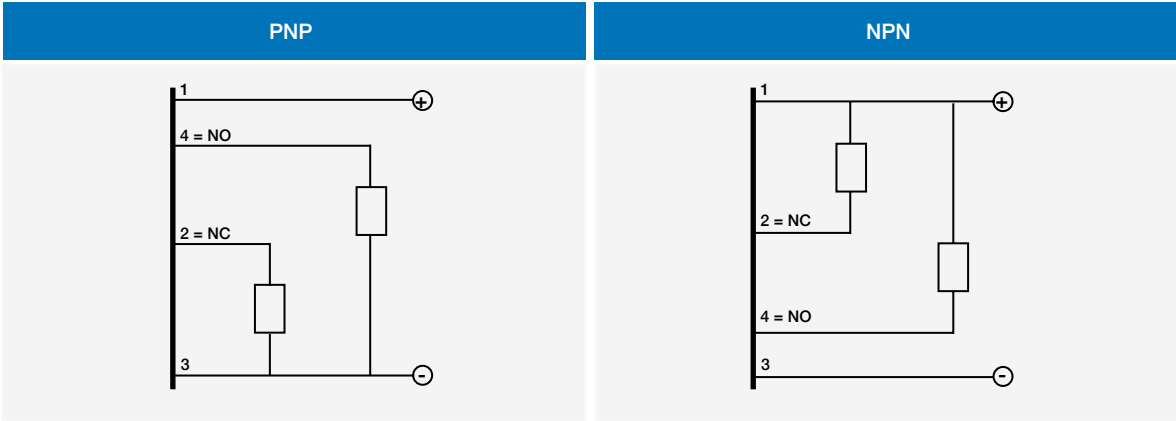 PNP
1
+
4 = NO
2 = NC
3
-
NPN
1
+
2 = NC
4 = NO
3
-